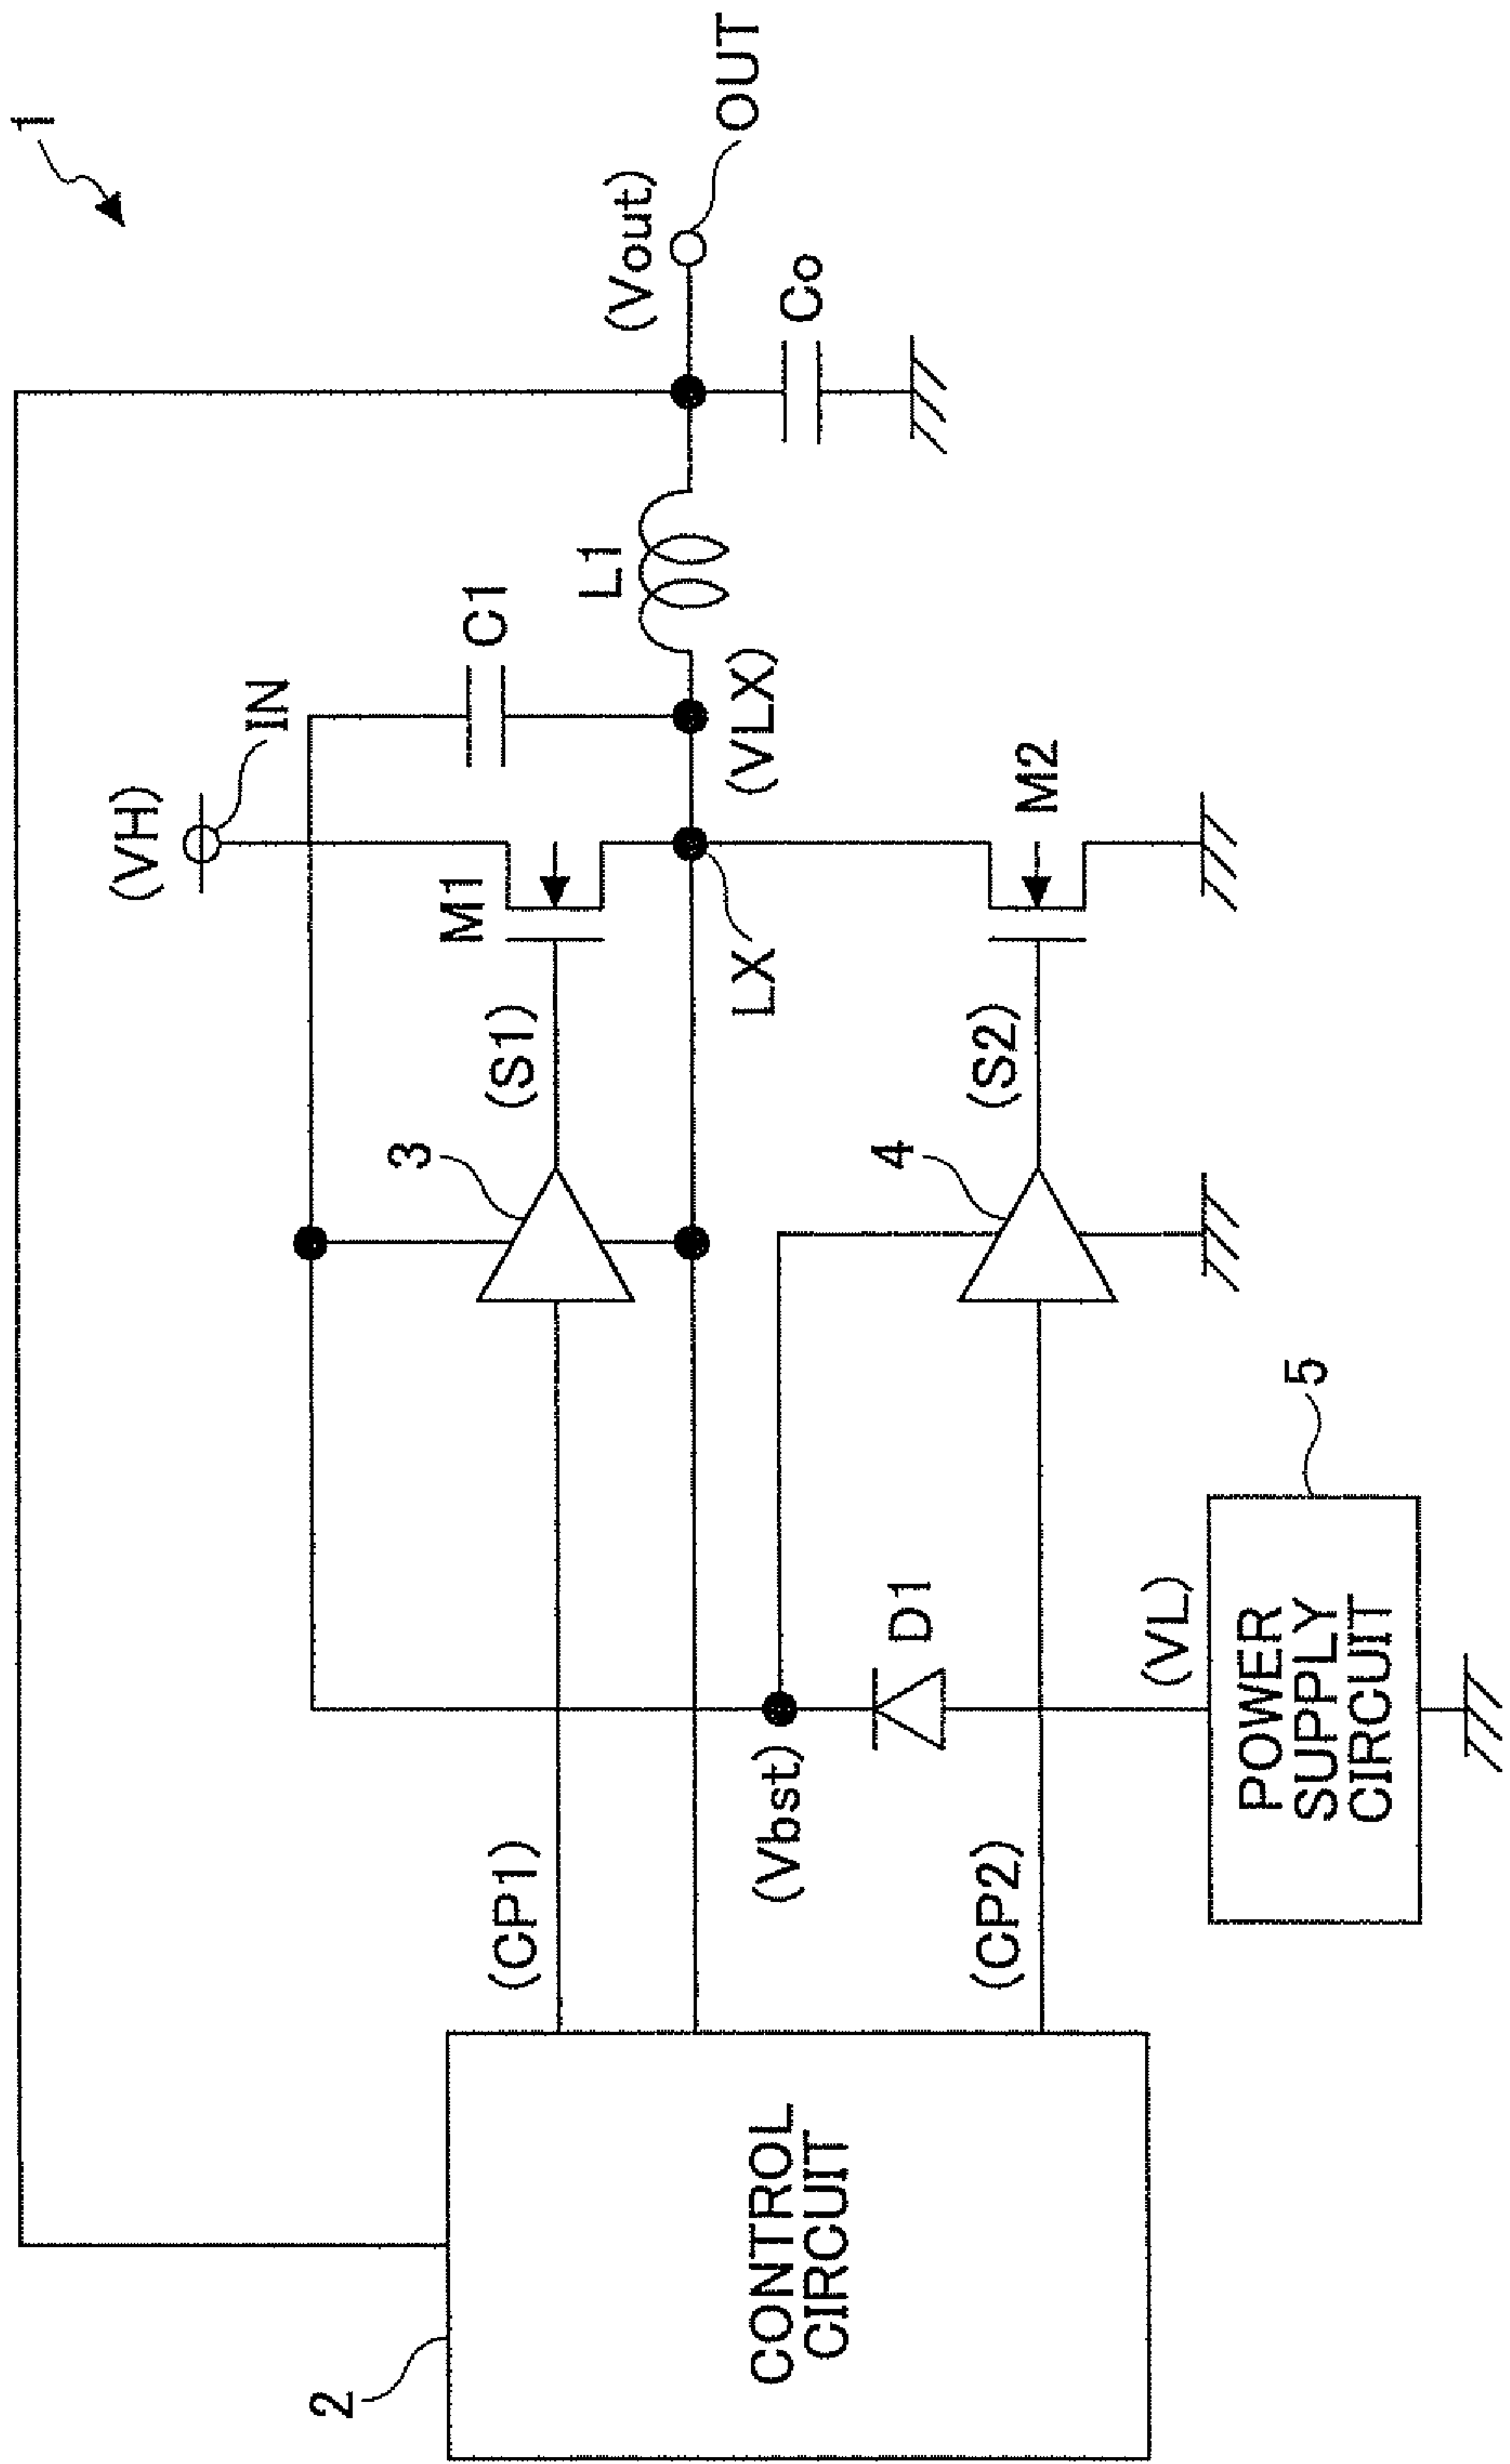 1
(VH)
IN
C1
L1
(Vout)
OUT
M1
3
(S1)
(CP1)
LX
(VLX)
Co
2
CONTROL
CIRCUIT
(Vbst)
D1
4
(S2)
M2
(CP2)
(VL)
5
POWER
SUPPLY
CIRCUIT